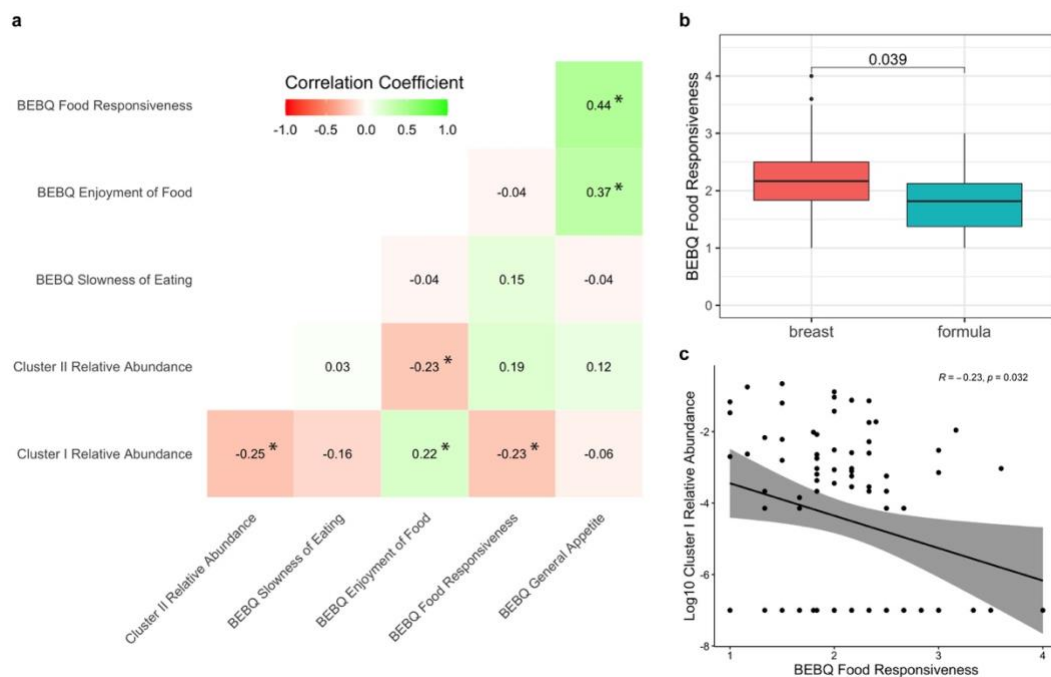 a
Correlation Coefficient
-1.0 -0.5 0.0 0.5 1.0
BEBQ Food Responsiveness
0.44 *
BEBQ Enjoyment of Food
-0.04
0.37 *
BEBQ Slowness of Eating
-0.04
0.15
-0.04
Cluster II Relative Abundance
0.03
-0.23 *
0.19
0.12
Cluster I Relative Abundance
-0.25 *
-0.16
0.22 *
-0.23 *
-0.06
Cluster II Relative Abundance
BEBQ Slowness of Eating
BEBQ Enjoyment of Food
BEBQ Food Responsiveness
BEBQ General Appetite
b
0.039
BEBQ Food Responsiveness
4
3
2
1
0
breast
formula
c
R = −0.23, p = 0.032
Log10 Cluster I Relative Abundance
-2
-4
-6
-8
1
2
3
4
BEBQ Food Responsiveness